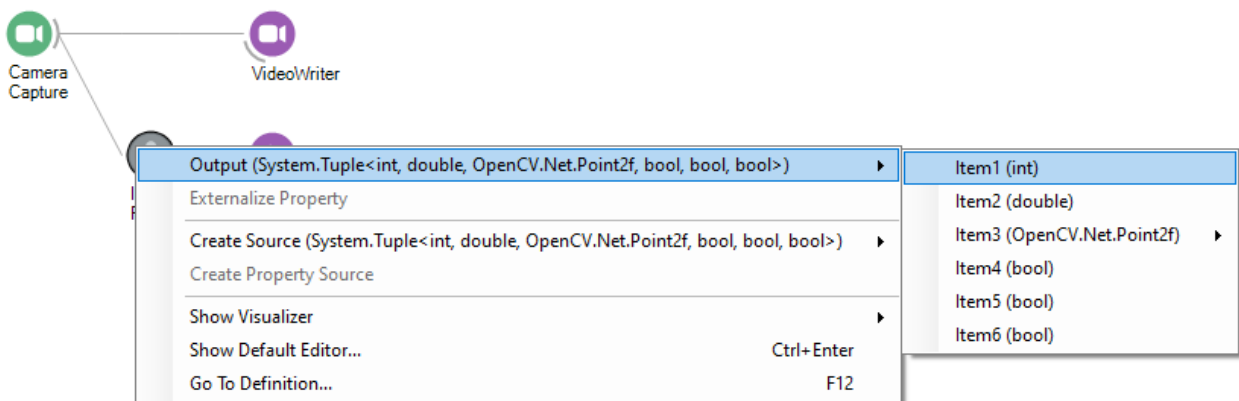 Camera
Capture
VideoWriter
Output (System.Tuple<int, double, OpenCV.Net.Point2f, bool, bool, bool>)
Externalize Property
Create Source (System.Tuple<int, double, OpenCV.Net.Point2f, bool, bool, bool>)
Create Property Source
Show Visualizer
Show Default Editor... Ctrl+Enter
Go To Definition... F12
Item1 (int)
Item2 (double)
Item3 (OpenCV.Net.Point2f)
Item4 (bool)
Item5 (bool)
Item6 (bool)